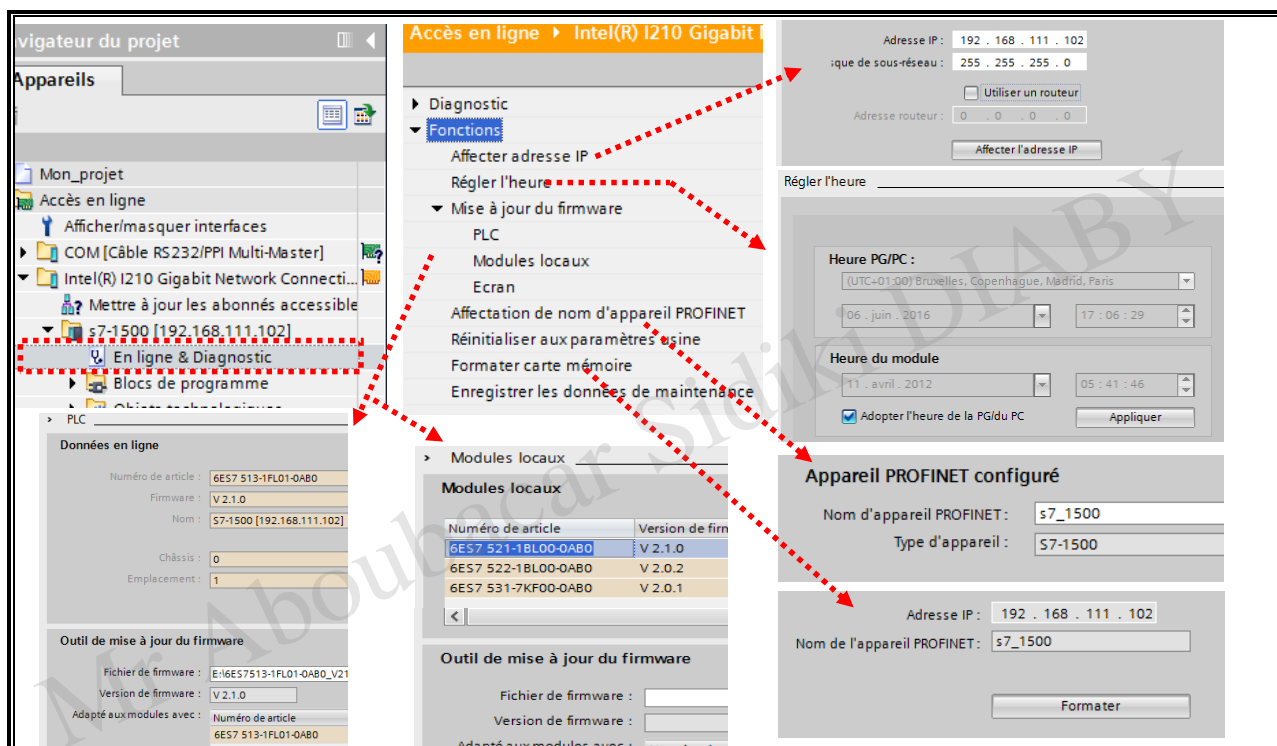 vigateur du projet
Appareils
Mon_projet
Accès en ligne
Afficher/masquer interfaces
COM [Câble RS232/PPI Multi-Master]
Intel(R) I210 Gigabit Network Connecti...
Mettre à jour les abonnés accessible
s7-1500 [192.168.111.102]
En ligne & Diagnostic
Blocs de programme
Accès en ligne Intel(R) I210 Gigabit
Diagnostic
Fonctions
Affecter adresse IP
Régler l'heure
Mise à jour du firmware
PLC
Modules locaux
Ecran
Affectation de nom d'appareil PROFINET
Réinitialiser aux paramètres usine
Formater carte mémoire
Enregistrer les données de maintenance
Adresse IP : 192 . 168 . 111 . 102
que de sous-réseau : 255 . 255 . 255 . 0
Utiliser un routeur
Adresse routeur : 0 . 0 . 0 . 0
Affecter l'adresse IP
Régler l'heure
Heure PG/PC :
(UTC+01:00) Bruxelles, Copenhague, Madrid, Paris
06 . juin . 2016 17 : 06 : 29
Heure du module
11 . avril . 2012 05 : 41 : 46
Adopter l'heure de la PG/du PC Appliquer
PLC
Données en ligne
Numéro de article : 6ES7 513-1FL01-0AB0
Firmware : V 2.1.0
Nom : S7-1500 [192.168.111.102]
Châssis : 0
Emplacement : 1
Outil de mise à jour du firmware
Fichier de firmware : E:\6ES7513-1FL01-0AB0_V21
Version de firmware : V 2.1.0
Adapté aux modules avec : Numéro de article
6ES7 513-1FL01-0AB0
Modules locaux
Modules locaux
Numéro de article Version de firm
6ES7 521-1BL00-0AB0 V 2.1.0
6ES7 522-1BL00-0AB0 V 2.0.2
6ES7 531-7KF00-0AB0 V 2.0.1
Outil de mise à jour du firmware
Fichier de firmware :
Version de firmware :
Adapté aux modules avec :
Appareil PROFINET configuré
Nom d'appareil PROFINET : s7_1500
Type d'appareil : S7-1500
Adresse IP : 192 . 168 . 111 . 102
Nom de l'appareil PROFINET : s7_1500
Formater
Mr Aboubacar Sidiki DIABY